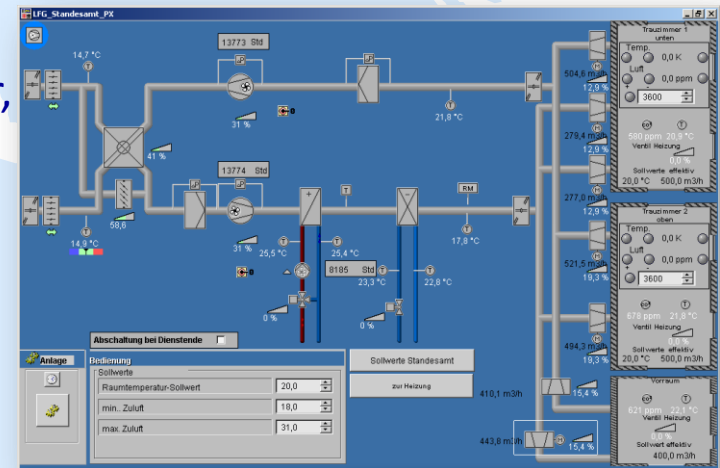 LFG_Standesamt_PX
13773 Std
14,7 °C
31 %
21,8 °C
41 %
13774 Std
58,6
14,9 °C
31 %
25,5 °C
25,4 °C
8185 Std
23,3 °C
22,8 °C
RM
17,8 °C
0 %
0 %
504,6 m3/h
12,9 %
279,4 m3/h
12,9 %
277,0 m3/h
12,9 %
521,5 m3/h
19,3 %
494,3 m3/h
19,3 %
410,1 m3/h
15,4 %
443,8 m3/h
15,4 %
Trauzimmer 1
unten
Temp.
0,0 K
Luft
0,0 ppm
3600
580 ppm 20,9 °C
Ventil Heizung
0,0 %
Sollwerte effektiv
20,0 °C 500,0 m3/h
Trauzimmer 2
oben
Temp.
0,0 K
Luft
0,0 ppm
3600
678 ppm 21,8 °C
Ventil Heizung
0,0 %
Sollwerte effektiv
20,0 °C 500,0 m3/h
Vorraum
621 ppm 22,1 °C
Ventil Heizung
0,0 %
Sollwert effektiv
400,0 m3/h
Abschaltung bei Dienstende
Anlage
Bedienung
Sollwerte
Raumtemperatur-Sollwert 20,0
min.. Zuluft 18,0
max. Zuluft 31,0
Sollwerte Standesamt
zur Heizung